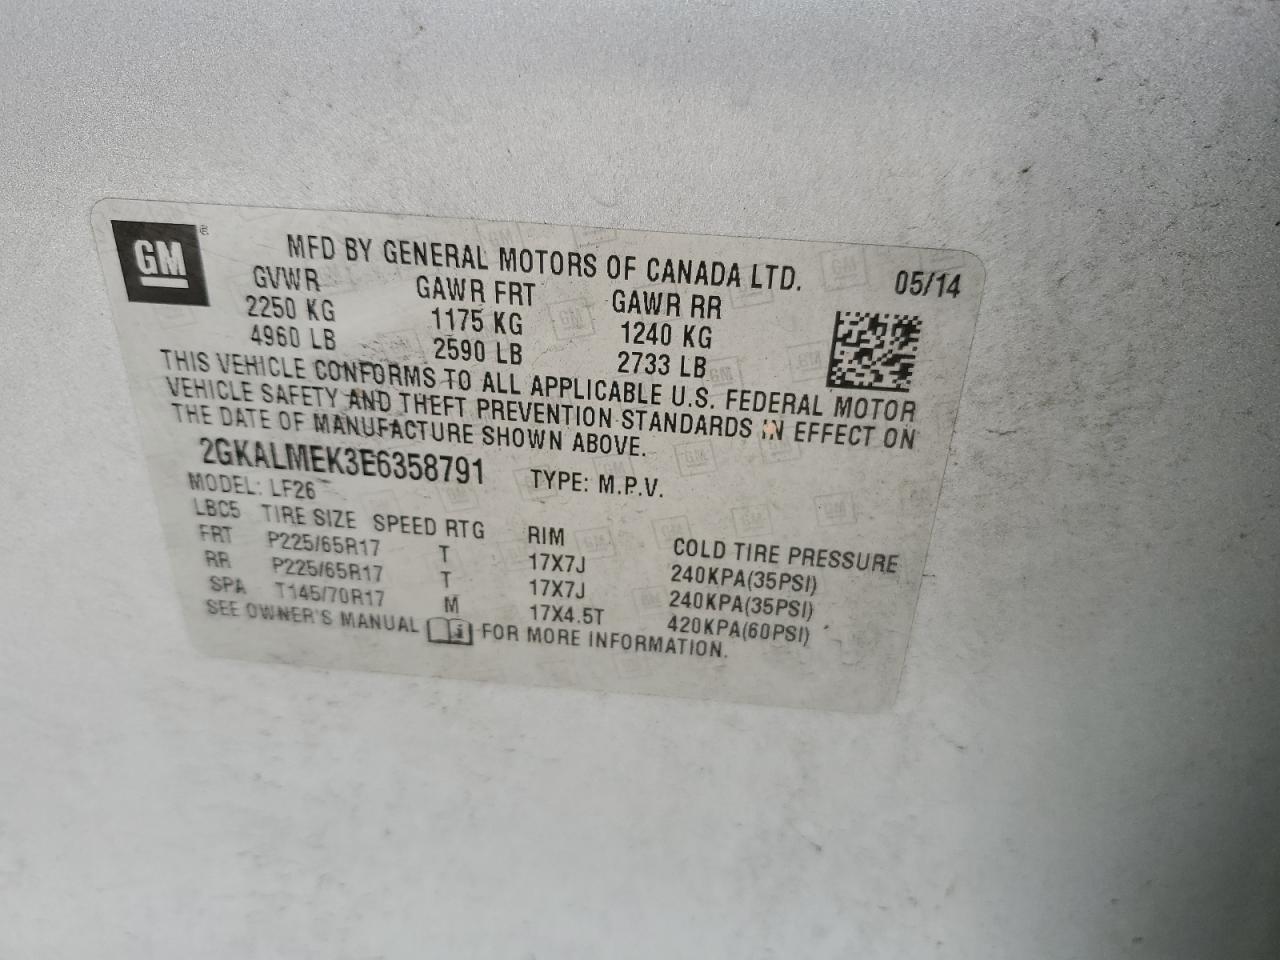 GM ®
MFD BY GENERAL MOTORS OF CANADA LTD. 05/14
GVWR GAWR FRT GAWR RR
2250 KG 1175 KG 1240 KG
4960 LB 2590 LB 2733 LB
THIS VEHICLE CONFORMS TO ALL APPLICABLE U.S. FEDERAL MOTOR
VEHICLE SAFETY AND THEFT PREVENTION STANDARDS IN EFFECT ON
THE DATE OF MANUFACTURE SHOWN ABOVE.
2GKALMEK3E6358791 TYPE: M.P.V.
MODEL: LF26
LBC5 TIRE SIZE SPEED RTG RIM COLD TIRE PRESSURE
FRT P225/65R17 T 17X7J 240KPA(35PSI)
RR P225/65R17 T 17X7J 240KPA(35PSI)
SPA T145/70R17 M 17X4.5T 420KPA(60PSI)
SEE OWNER'S MANUAL FOR MORE INFORMATION.